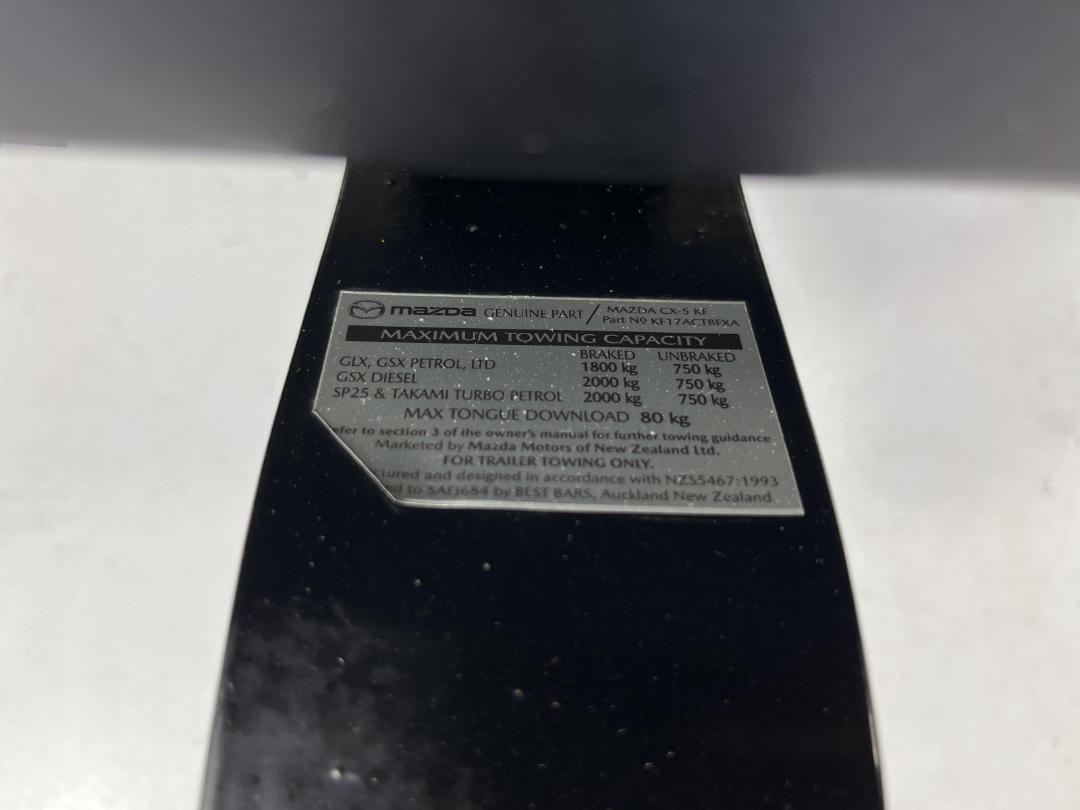 mazda GENUINE PART / MAZDA CX-5 KF
Part Nº KF17ACTBFXA
MAXIMUM TOWING CAPACITY
BRAKED UNBRAKED
GLX, GSX PETROL, LTD 1800 kg 750 kg
GSX DIESEL 2000 kg 750 kg
SP25 & TAKAMI TURBO PETROL 2000 kg 750 kg
MAX TONGUE DOWNLOAD 80 kg
efer to section 3 of the owner's manual for further towing guidance
Marketed by Mazda Motors of New Zealand Ltd.
FOR TRAILER TOWING ONLY.
ctured and designed in accordance with NZS5467:1993
ed to SAEJ684 by BEST BARS, Auckland New Zealand